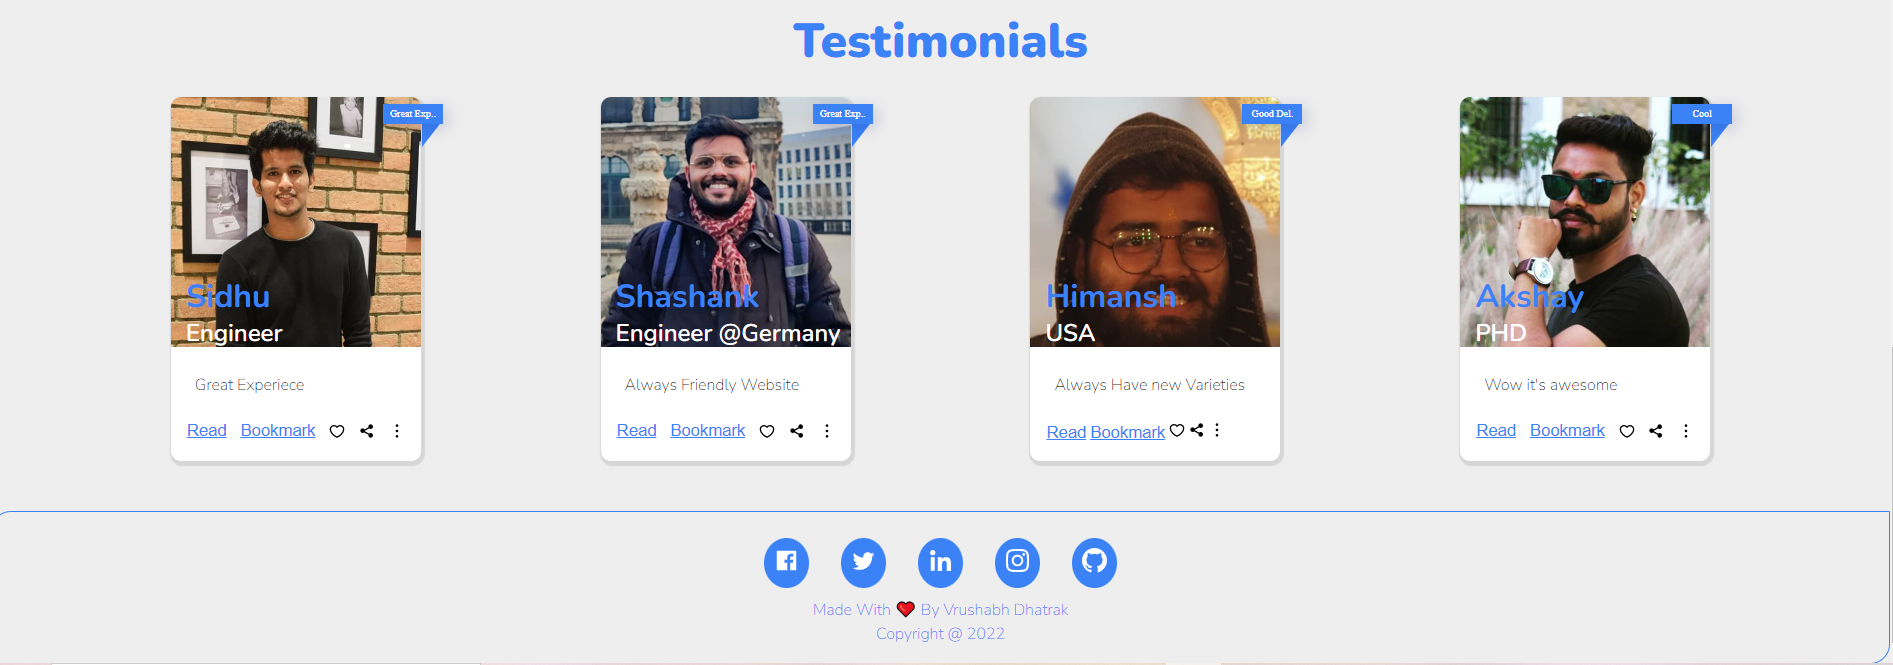 Testimonials
Great Exp..
Sidhu
Engineer
Great Experiece
Read Bookmark
Great Exp..
Shashank
Engineer @Germany
Always Friendly Website
Read Bookmark
Good Del.
Himansh
USA
Always Have new Varieties
Read Bookmark
Cool
Akshay
PHD
Wow it's awesome
Read Bookmark
Made With ❤ By Vrushabh Dhatrak
Copyright @ 2022